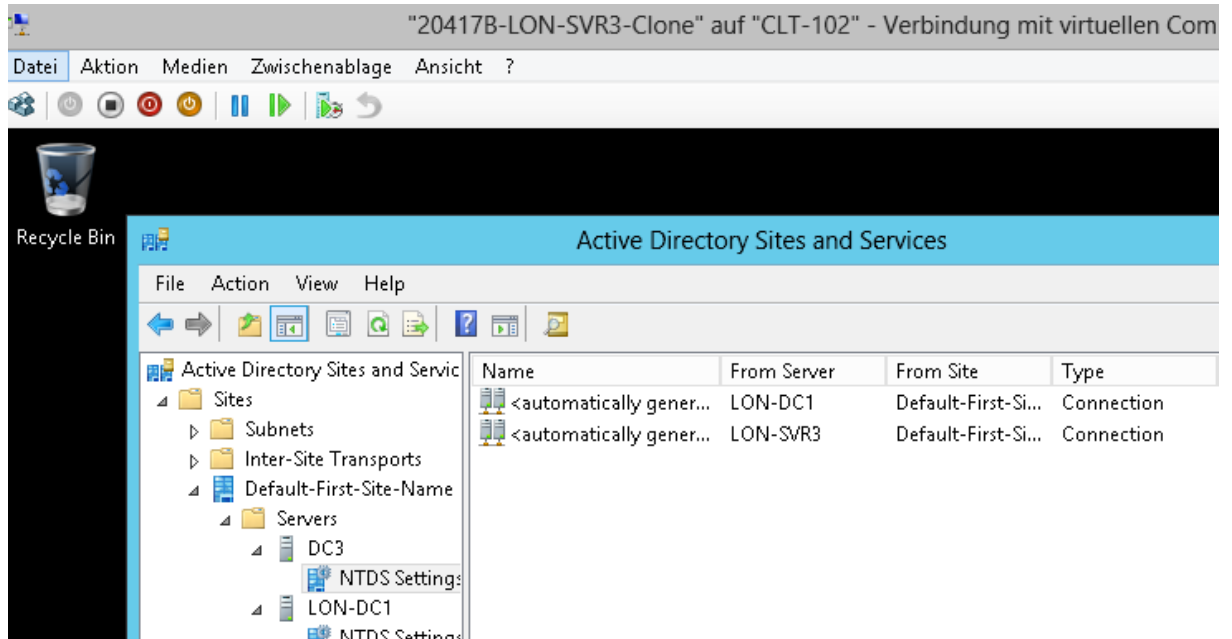 "20417B-LON-SVR3-Clone" auf "CLT-102" - Verbindung mit virtuellen Com
Datei Aktion Medien Zwischenablage Ansicht ?
Recycle Bin
Active Directory Sites and Services
File Action View Help
Active Directory Sites and Servic
Sites
Subnets
Inter-Site Transports
Default-First-Site-Name
Servers
DC3
NTDS Settings
LON-DC1
NTDS Settings
Name From Server From Site Type
<automatically gener... LON-DC1 Default-First-Si... Connection
<automatically gener... LON-SVR3 Default-First-Si... Connection